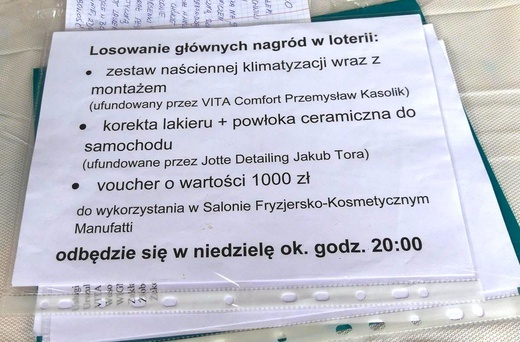 Losowanie głównych nagród w loterii:
• zestaw naściennej klimatyzacji wraz z
montażem
(ufundowany przez VITA Comfort Przemysław Kasolik)
• korekta lakieru + powłoka ceramiczna do
samochodu
(ufundowane przez Jotte Detailing Jakub Tora)
• voucher o wartości 1000 zł
do wykorzystania w Salonie Fryzjersko-Kosmetycznym
Manufatti
odbędzie się w niedzielę ok. godz. 20:00